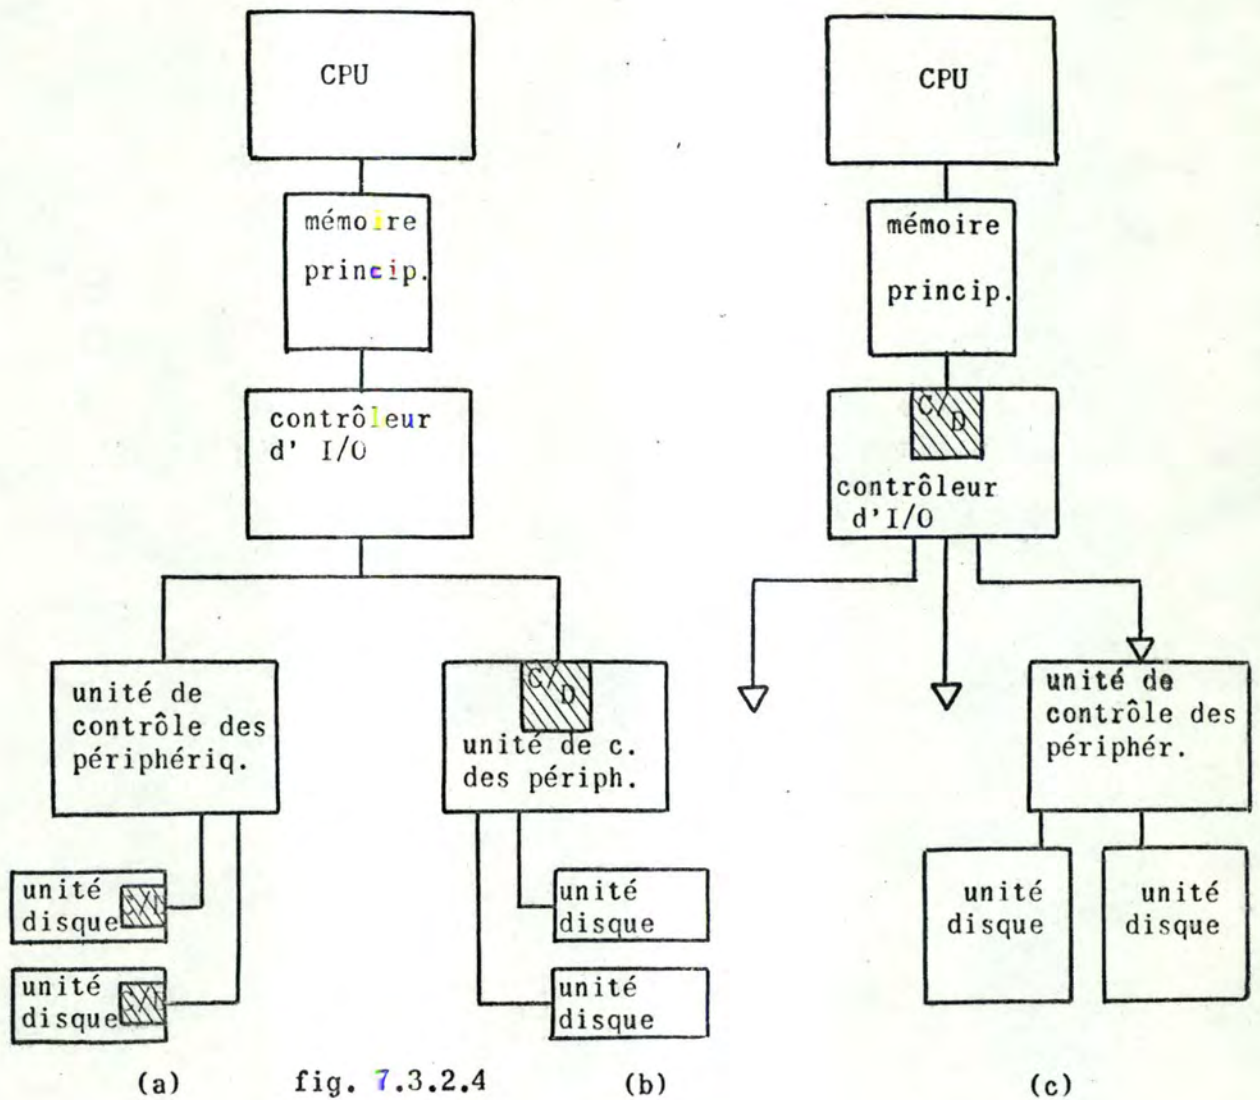 CPU
CPU
mémoire
princip.
mémoire
princip.
contrôleur
d' I/O
C/D
contrôleur
d'I/O
unité de
contrôle des
périphériq.
C/D
unité de c.
des périph.
unité de
contrôle des
périphér.
unité
disque
C/D
unité
disque
unité
disque
unité
disque
unité
disque C/D
unité
disque
(a)
fig. 7.3.2.4
(b)
(c)